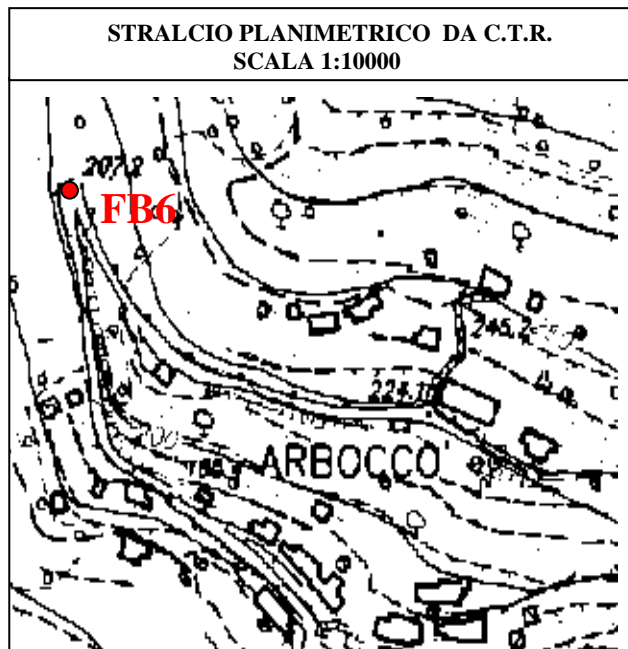 STRALCIO PLANIMETRICO DA C.T.R.
SCALA 1:10000
207.2
FB6
245.2
224.1
ARBOCCO'